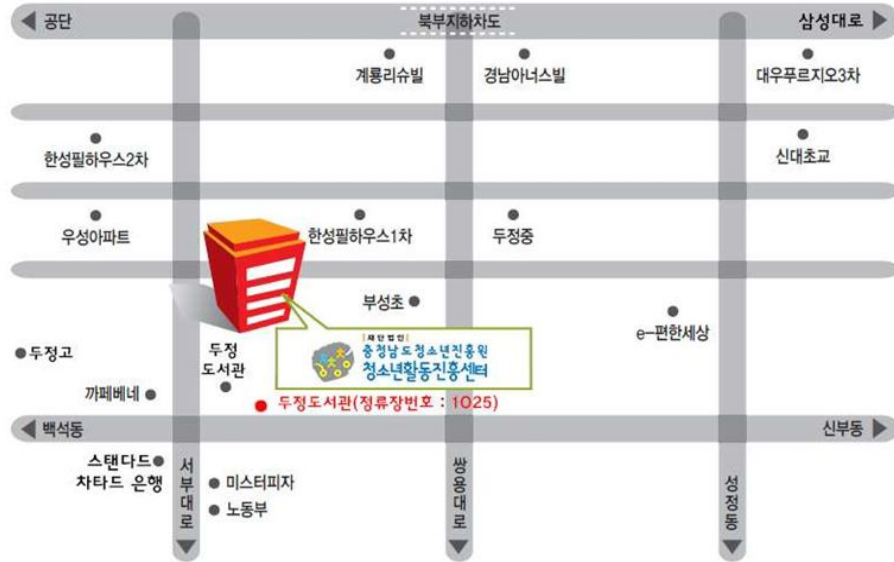 공단
북부지하차도
삼성대로
계룡리슈빌
경남아너스빌
대우푸르지오3차
한성필하우스2차
신대초교
우성아파트
한성필하우스1차
두정중
부성초
e-편한세상
두정고
두정
도서관
재단법인
충청남도청소년진흥원
청소년활동진흥센터
까페베네
두정도서관(정류장번호 : 1025)
백석동
신부동
스탠다드
차타드 은행
서부대로
미스터피자
노동부
쌍용대로
성정동